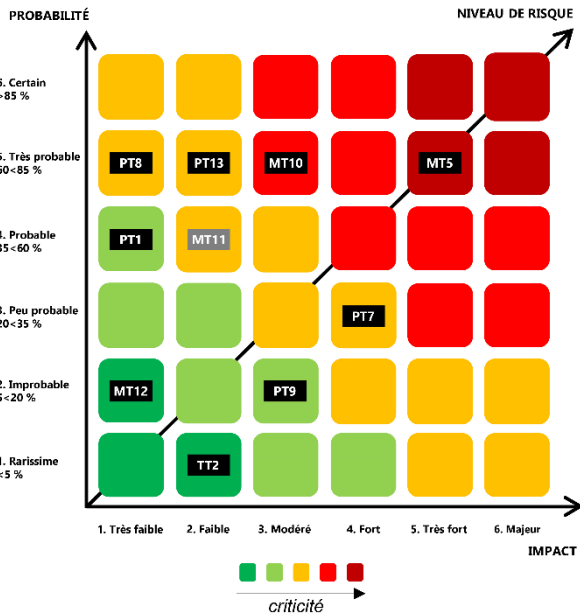 PROBABILITÉ
NIVEAU DE RISQUE
. Certain
>85 %
. Très probable
60<85 %
PT8
PT13
MT10
MT5
. Probable
35<60 %
PT1
MT11
. Peu probable
20<35 %
PT7
. Improbable
5<20 %
MT12
PT9
. Rarissime
<5 %
TT2
1. Très faible
2. Faible
3. Modéré
4. Fort
5. Très fort
6. Majeur
IMPACT
criticité